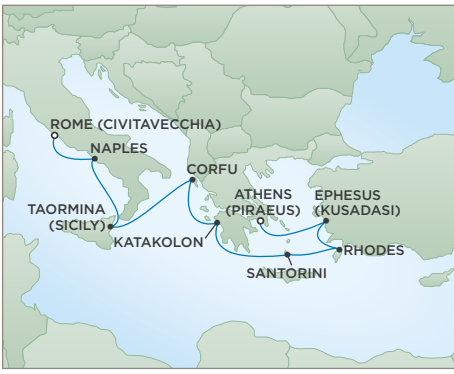 ROME (CIVITAVECCHIA)
NAPLES
CORFU
ATHENS
(PIRAEUS)
EPHESUS
(KUSADASI)
TAORMINA
(SICILY)
KATAKOLON
RHODES
SANTORINI